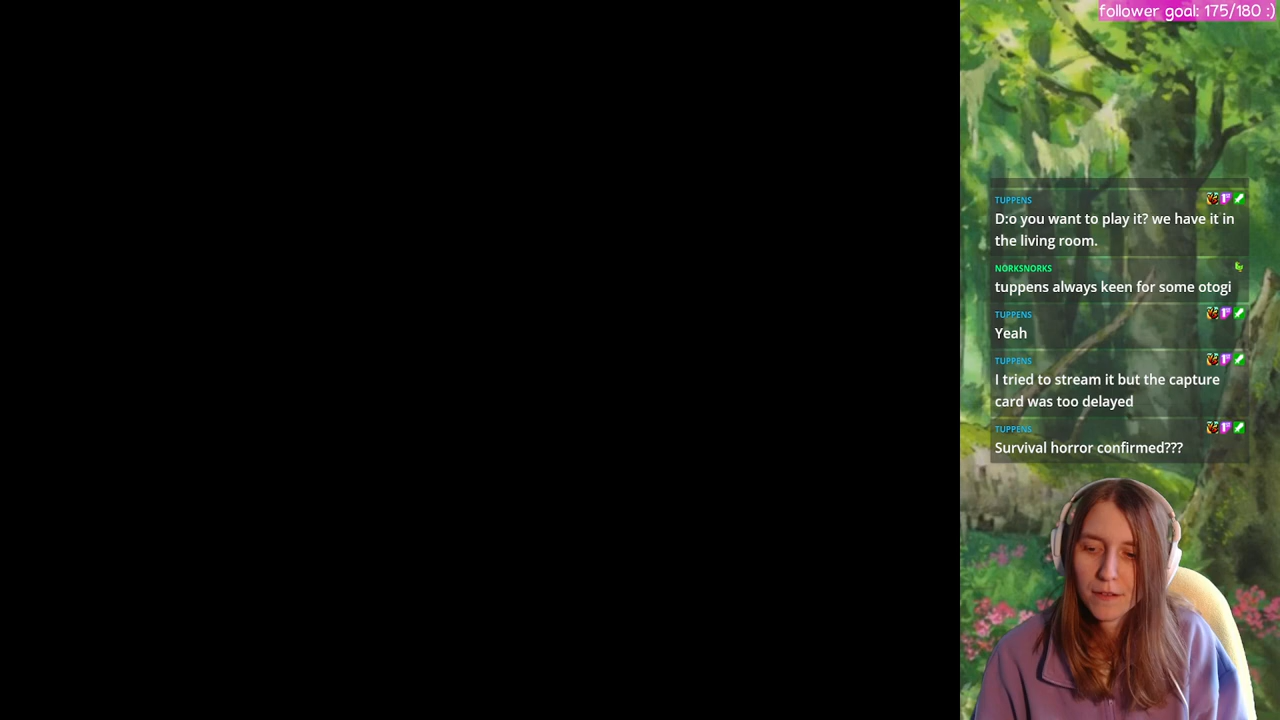 follower goal: 175/180 :)
TUPPENS
D:o you want to play it? we have it in
the living room.
NORKSNORKS
tuppens always keen for some otogi
TUPPENS
Yeah
TUPPENS
I tried to stream it but the capture
card was too delayed
TUPPENS
Survival horror confirmed???